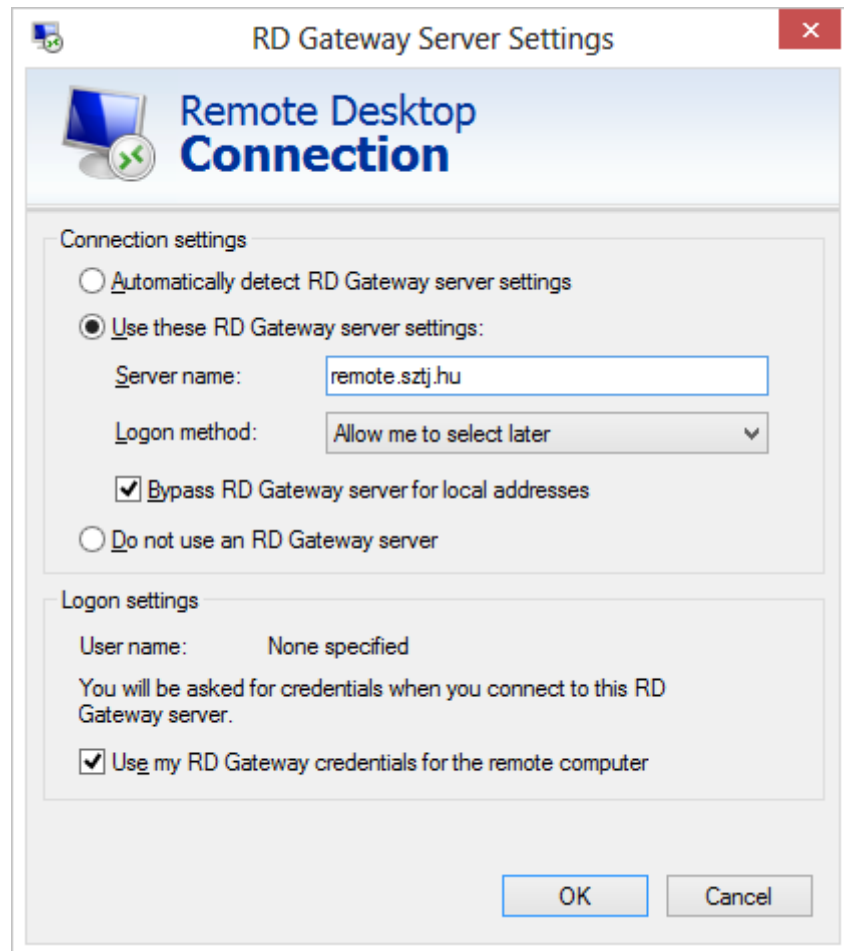 RD Gateway Server Settings
Remote Desktop
Connection
Connection settings
Automatically detect RD Gateway server settings
Use these RD Gateway server settings:
Server name: remote.sztj.hu
Logon method: Allow me to select later
Bypass RD Gateway server for local addresses
Do not use an RD Gateway server
Logon settings
User name: None specified
You will be asked for credentials when you connect to this RD
Gateway server.
Use my RD Gateway credentials for the remote computer
OK Cancel